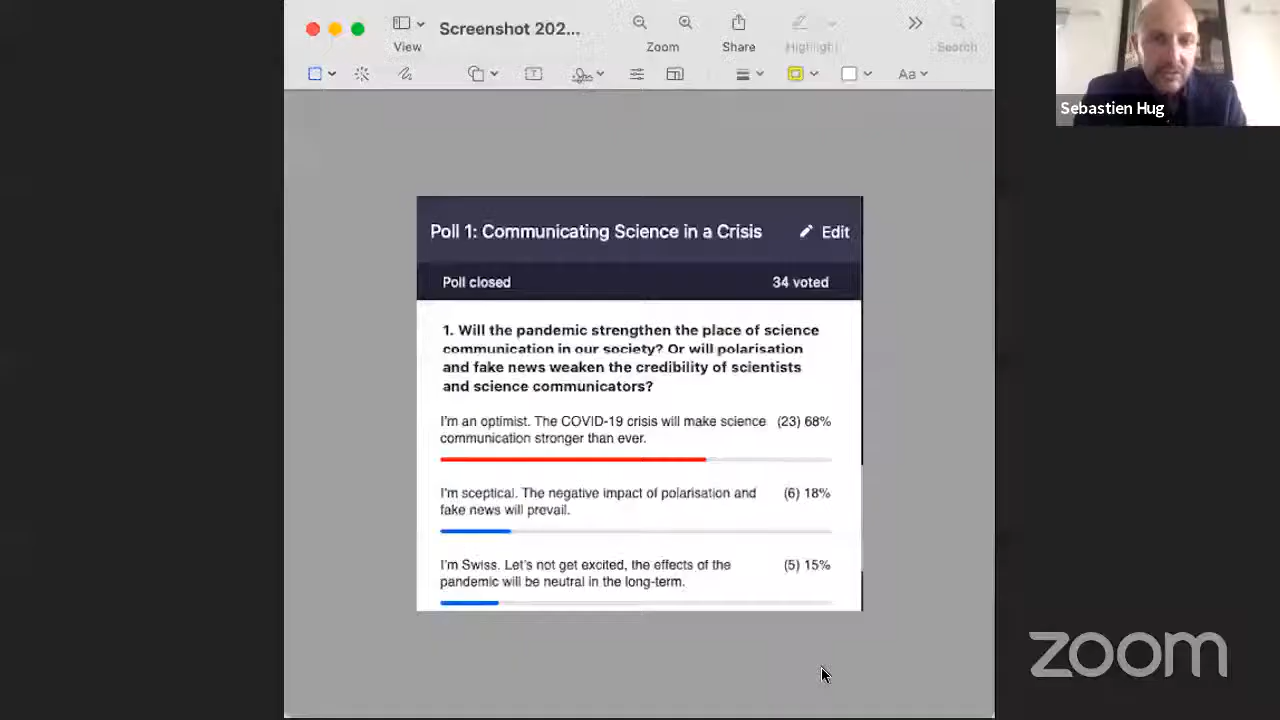 Screenshot 202...
View
Zoom
Share
Highlight
Search
Aa
Sebastien Hug
Poll 1: Communicating Science in a Crisis
Edit
Poll closed
34 voted
1. Will the pandemic strengthen the place of science
communication in our society? Or will polarisation
and fake news weaken the credibility of scientists
and science communicators?
I'm an optimist. The COVID-19 crisis will make science (23) 68%
communication stronger than ever.
I'm sceptical. The negative impact of polarisation and (6) 18%
fake news will prevail.
I'm Swiss. Let's not get excited, the effects of the (5) 15%
pandemic will be neutral in the long-term.
zoom